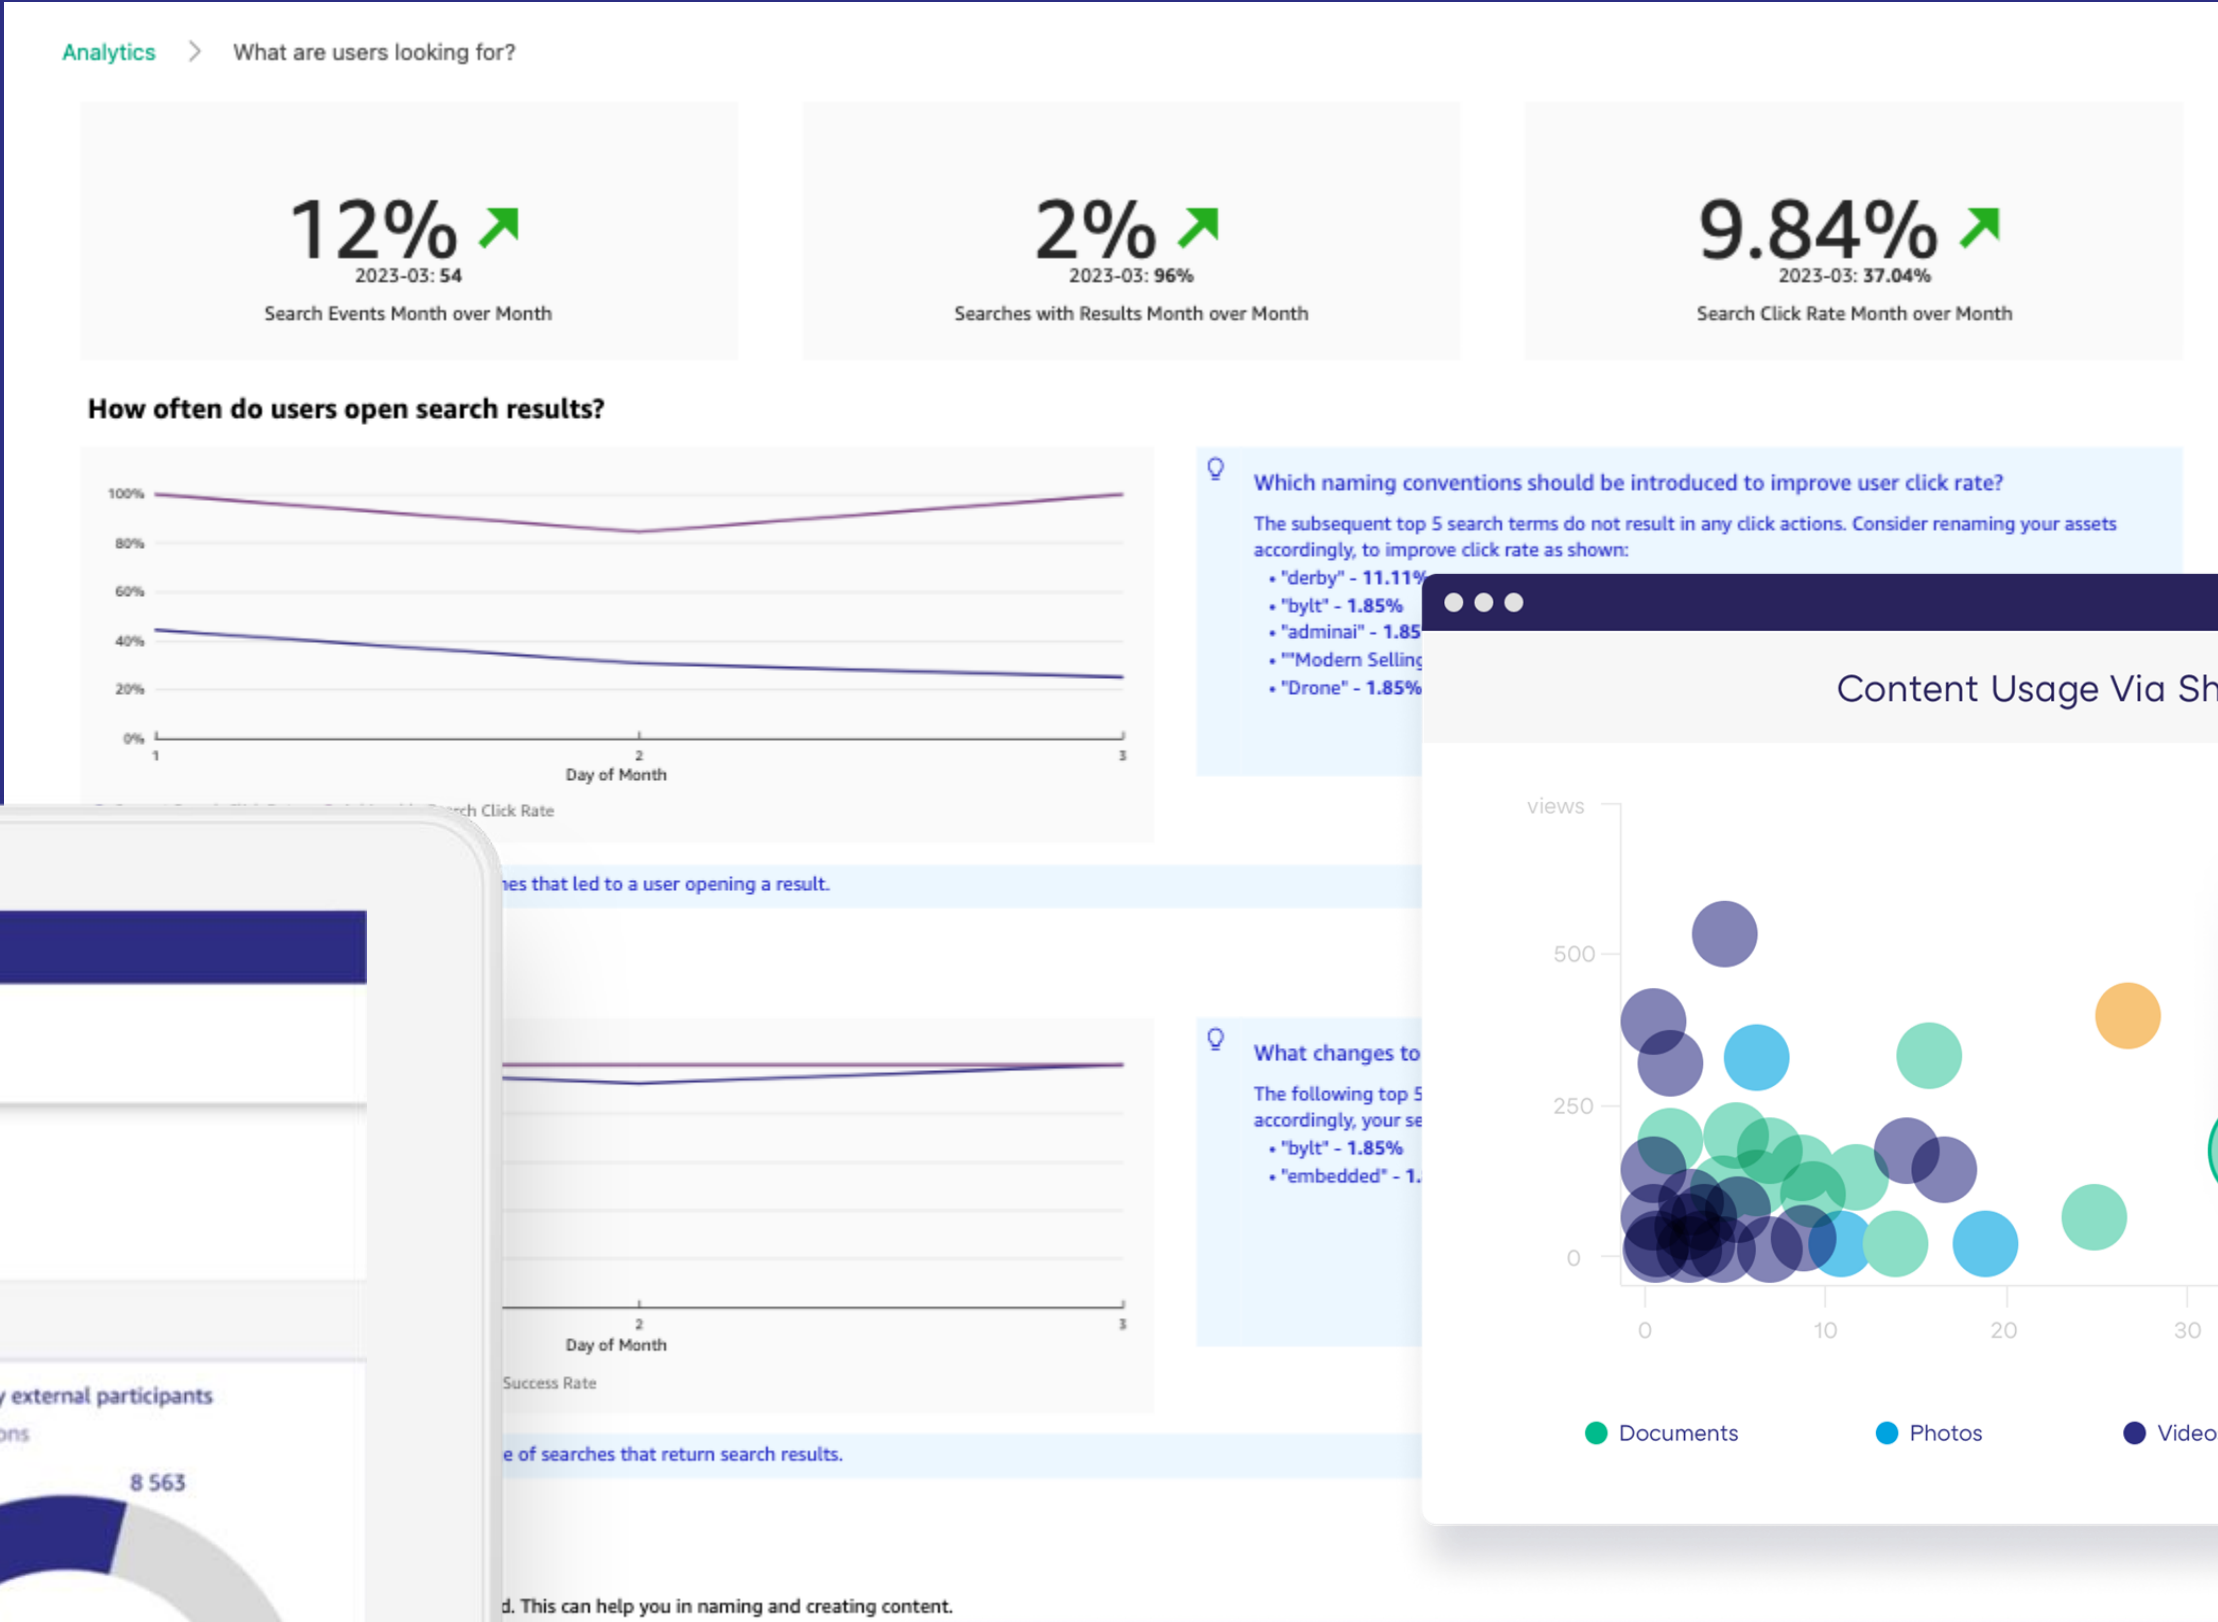 Analytics > What are users looking for?
12%
2023-03: 54
Search Events Month over Month
2%
2023-03: 96%
Searches with Results Month over Month
9.84%
2023-03: 37.04%
Search Click Rate Month over Month
How often do users open search results?
100%
80%
60%
40%
20%
0%
1 2 3
Day of Month
Click Rate
Which naming conventions should be introduced to improve user click rate?
The subsequent top 5 search terms do not result in any click actions. Consider renaming your assets
accordingly, to improve click rate as shown:
• "derby" - 11.11%
• "bylt" - 1.85%
• "adminai" - 1.85
• ""Modern Selling
• "Drone" - 1.85%
that led to a user opening a result.
2 3
Day of Month
Success Rate
What changes to
The following top 5
accordingly, your se
• "bylt" - 1.85%
• "embedded" - 1.
of searches that return search results.
This can help you in naming and creating content.
Content Usage Via Sh
views
500
250
0
0 10 20 30
Documents
Photos
Video
external participants
ons
8 563